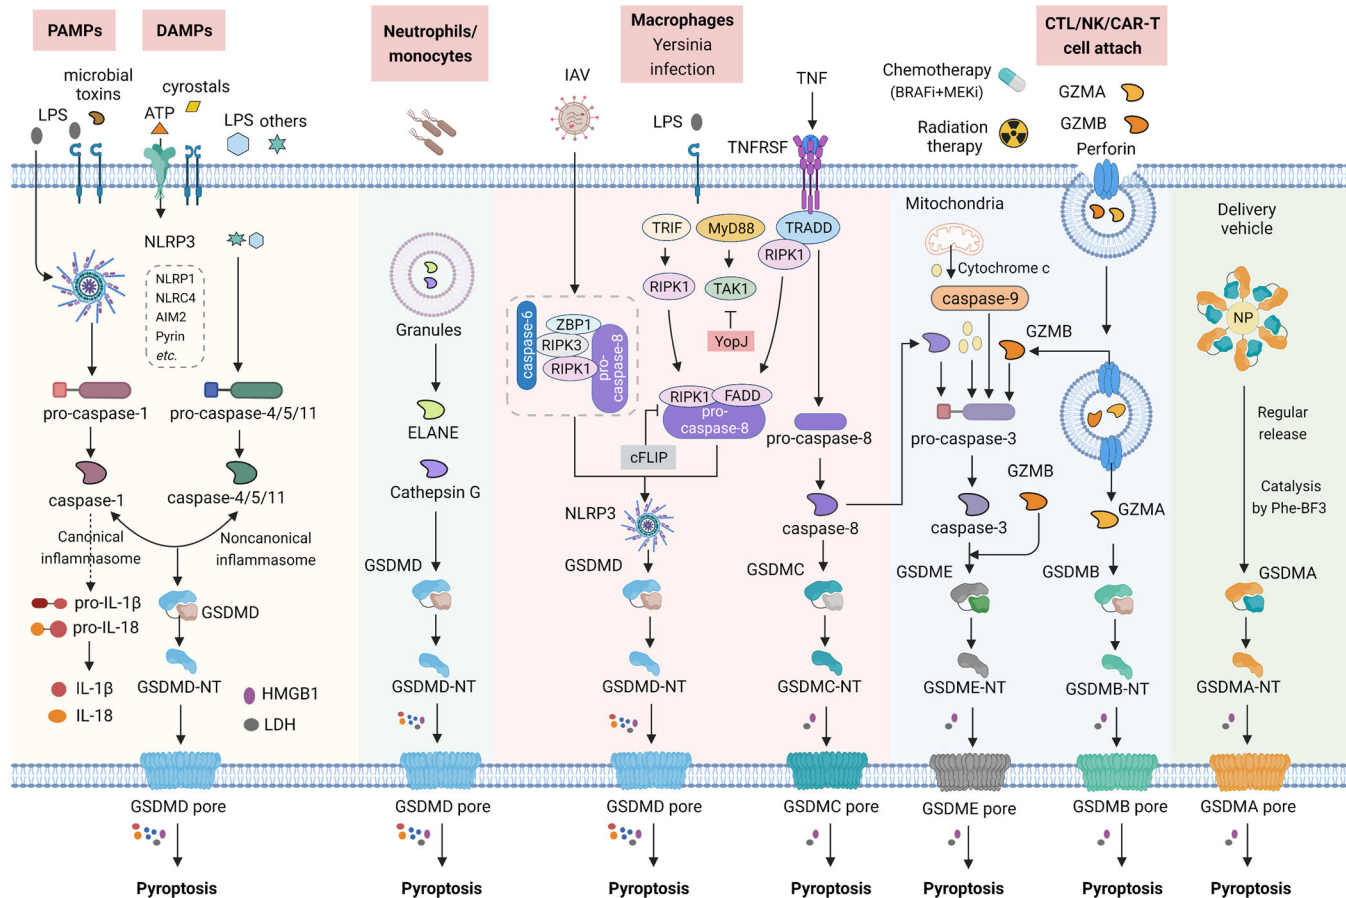 PAMPs
DAMPs
Neutrophils/
monocytes
Macrophages
Yersinia
infection
CTL/NK/CAR-T
cell attach
microbial
toxins
LPS
cyrostals
ATP
LPS others
IAV
LPS
TNF
TNFRSF
Chemotherapy
(BRAFi+MEKi)
Radiation
therapy
GZMA
GZMB
Perforin
NLRP3
NLRP1
NLRC4
AIM2
Pyrin
etc.
pro-caspase-1
pro-caspase-4/5/11
caspase-1
caspase-4/5/11
Canonical
inflammasome
Noncanonical
inflammasome
pro-IL-1β
pro-IL-18
IL-1β
IL-18
GSDMD
GSDMD-NT
HMGB1
LDH
GSDMD pore
Pyroptosis
Granules
ELANE
Cathepsin G
GSDMD
GSDMD-NT
GSDMD pore
Pyroptosis
caspase-6
ZBP1
RIPK3
RIPK1
pro-
caspase-8
TRIF
MyD88
TRADD
RIPK1
RIPK1
TAK1
YopJ
RIPK1
FADD
pro-
caspase-8
cFLIP
NLRP3
GSDMD
GSDMD-NT
GSDMD pore
Pyroptosis
pro-caspase-8
caspase-8
GSDMC
GSDMC-NT
GSDMC pore
Pyroptosis
Mitochondria
Cytochrome c
caspase-9
GZMB
pro-caspase-3
GZMB
caspase-3
GSDME
GSDME-NT
GSDME pore
Pyroptosis
GZMA
GSDMB
GSDMB-NT
GSDMB pore
Pyroptosis
Delivery
vehicle
NP
Regular
release
Catalysis
by Phe-BF3
GSDMA
GSDMA-NT
GSDMA pore
Pyroptosis